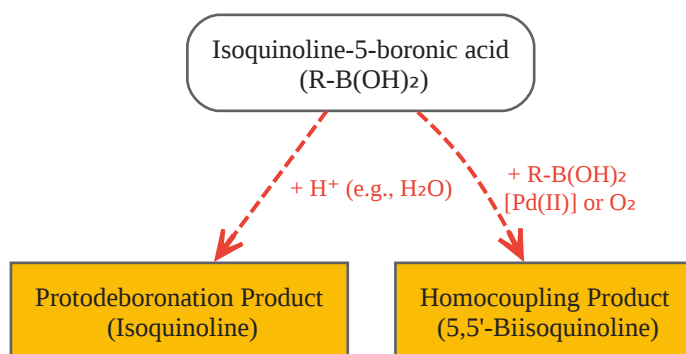 Isoquinoline-5-boronic acid
(R-B(OH)₂)
+ H⁺ (e.g., H₂O)
+ R-B(OH)₂
[Pd(II)] or O₂
Protodeboronation Product
(Isoquinoline)
Homocoupling Product
(5,5'-Biisoquinoline)